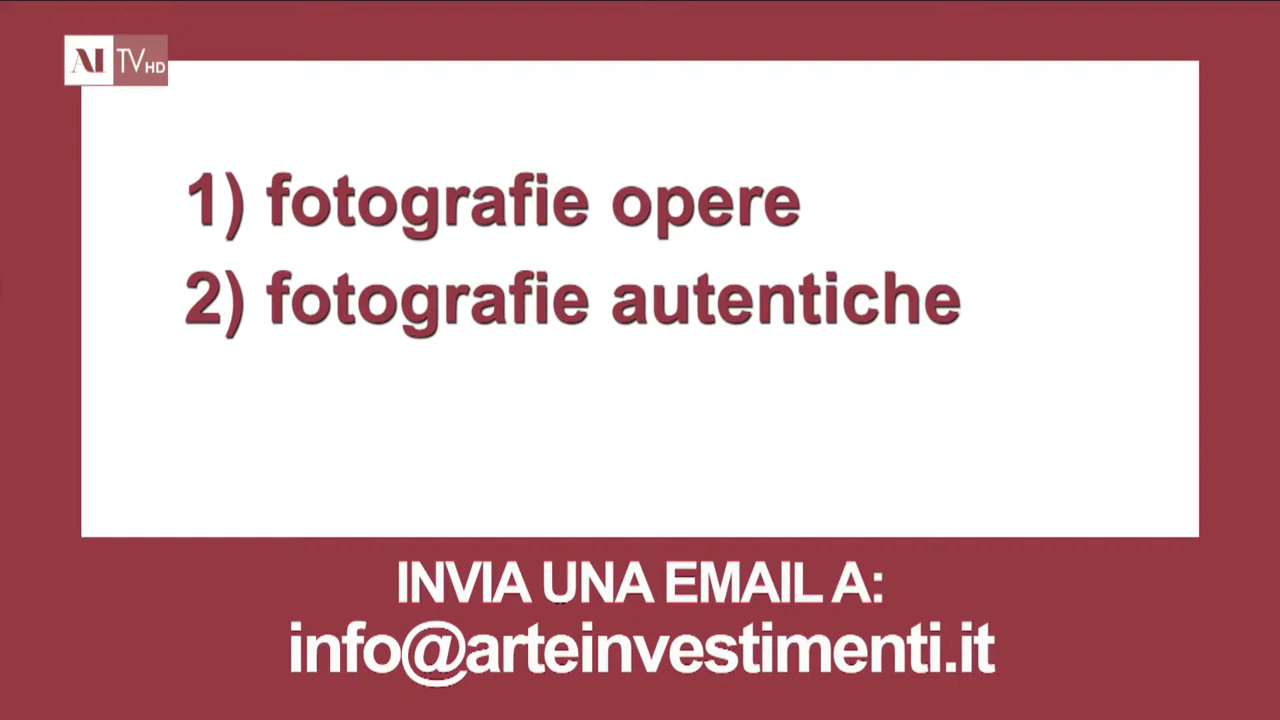 AI TV HD
1) fotografie opere
2) fotografie autentiche
INVIA UNA EMAIL A:
info@arteinvestimenti.it